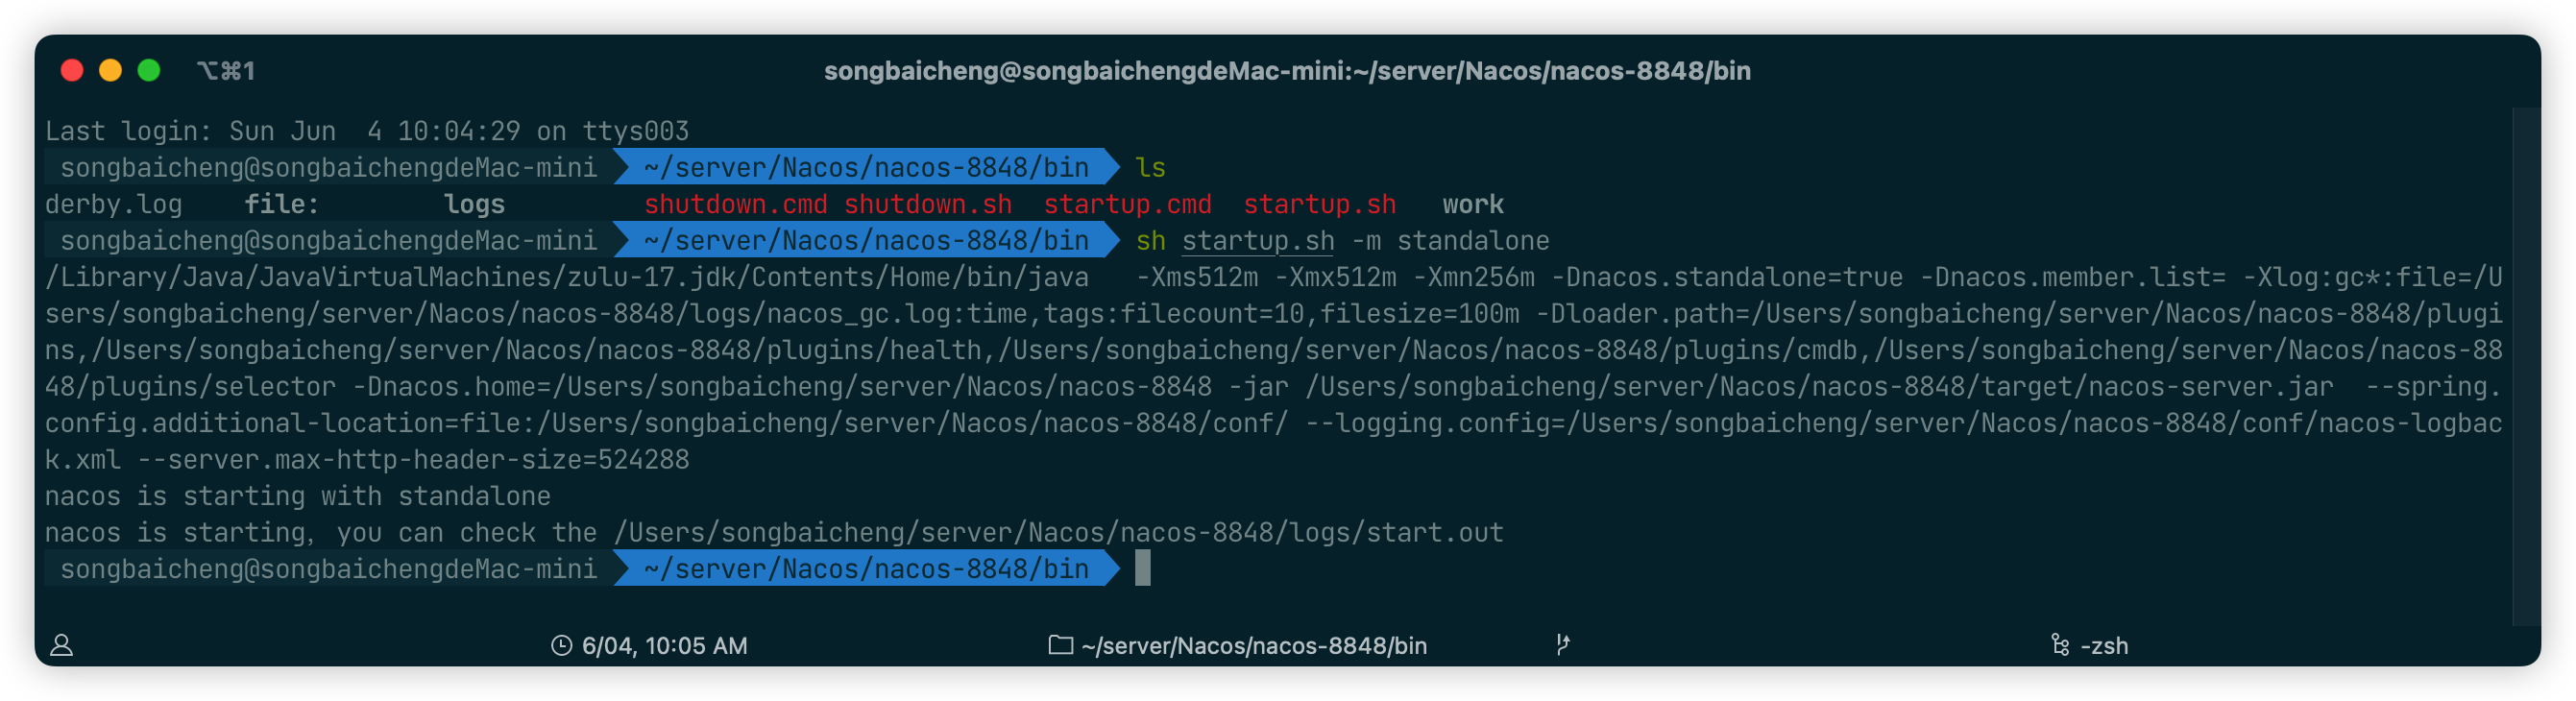 ⌥⌘1
songbaicheng@songbaichengdeMac-mini:~/server/Nacos/nacos-8848/bin
Last login: Sun Jun  4 10:04:29 on ttys003
songbaicheng@songbaichengdeMac-mini ~/server/Nacos/nacos-8848/bin ls
derby.log    file:        logs         shutdown.cmd shutdown.sh  startup.cmd  startup.sh   work
songbaicheng@songbaichengdeMac-mini ~/server/Nacos/nacos-8848/bin sh startup.sh -m standalone
/Library/Java/JavaVirtualMachines/zulu-17.jdk/Contents/Home/bin/java   -Xms512m -Xmx512m -Xmn256m -Dnacos.standalone=true -Dnacos.member.list= -Xlog:gc*:file=/U
sers/songbaicheng/server/Nacos/nacos-8848/logs/nacos_gc.log:time,tags:filecount=10,filesize=100m -Dloader.path=/Users/songbaicheng/server/Nacos/nacos-8848/plugi
ns,/Users/songbaicheng/server/Nacos/nacos-8848/plugins/health,/Users/songbaicheng/server/Nacos/nacos-8848/plugins/cmdb,/Users/songbaicheng/server/Nacos/nacos-88
48/plugins/selector -Dnacos.home=/Users/songbaicheng/server/Nacos/nacos-8848 -jar /Users/songbaicheng/server/Nacos/nacos-8848/target/nacos-server.jar  --spring.
config.additional-location=file:/Users/songbaicheng/server/Nacos/nacos-8848/conf/ --logging.config=/Users/songbaicheng/server/Nacos/nacos-8848/conf/nacos-logbac
k.xml --server.max-http-header-size=524288
nacos is starting with standalone
nacos is starting, you can check the /Users/songbaicheng/server/Nacos/nacos-8848/logs/start.out
songbaicheng@songbaichengdeMac-mini ~/server/Nacos/nacos-8848/bin
6/04, 10:05 AM ~/server/Nacos/nacos-8848/bin -zsh